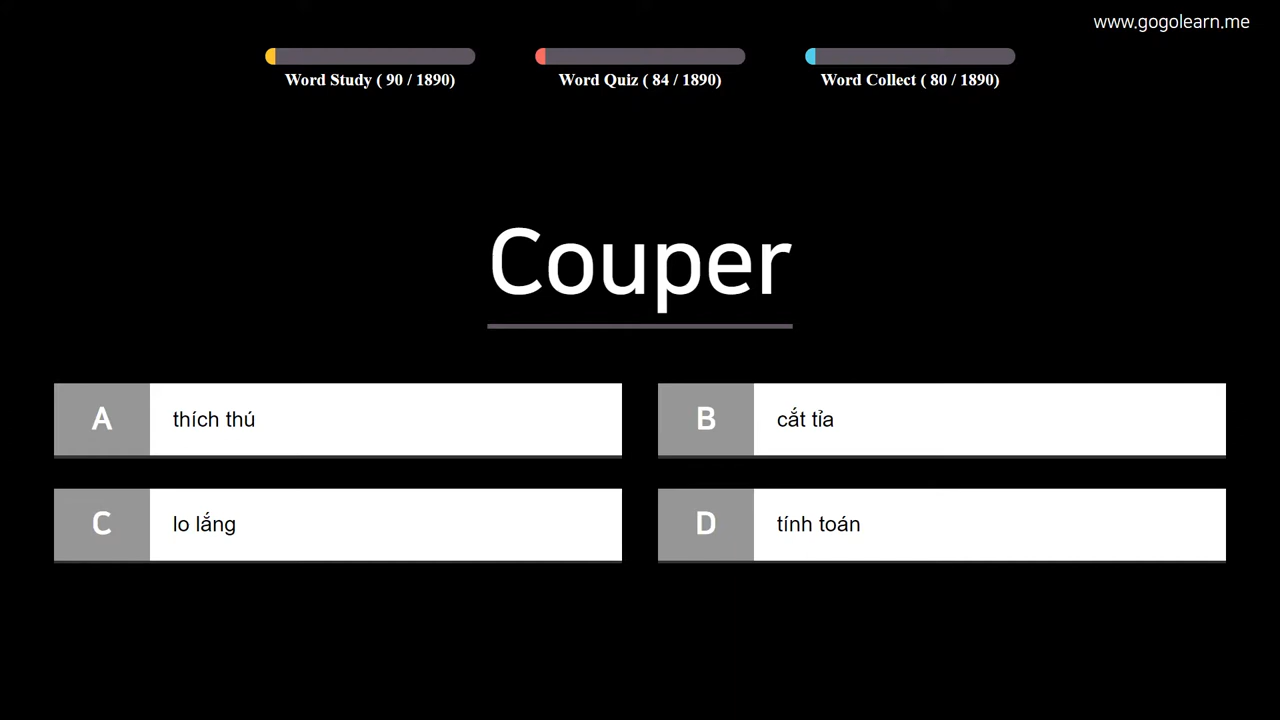 www.gogolearn.me
Word Study ( 90 / 1890)
Word Quiz ( 84 / 1890)
Word Collect ( 80 / 1890)
Couper
A thích thú
B cắt tỉa
C lo lắng
D tính toán